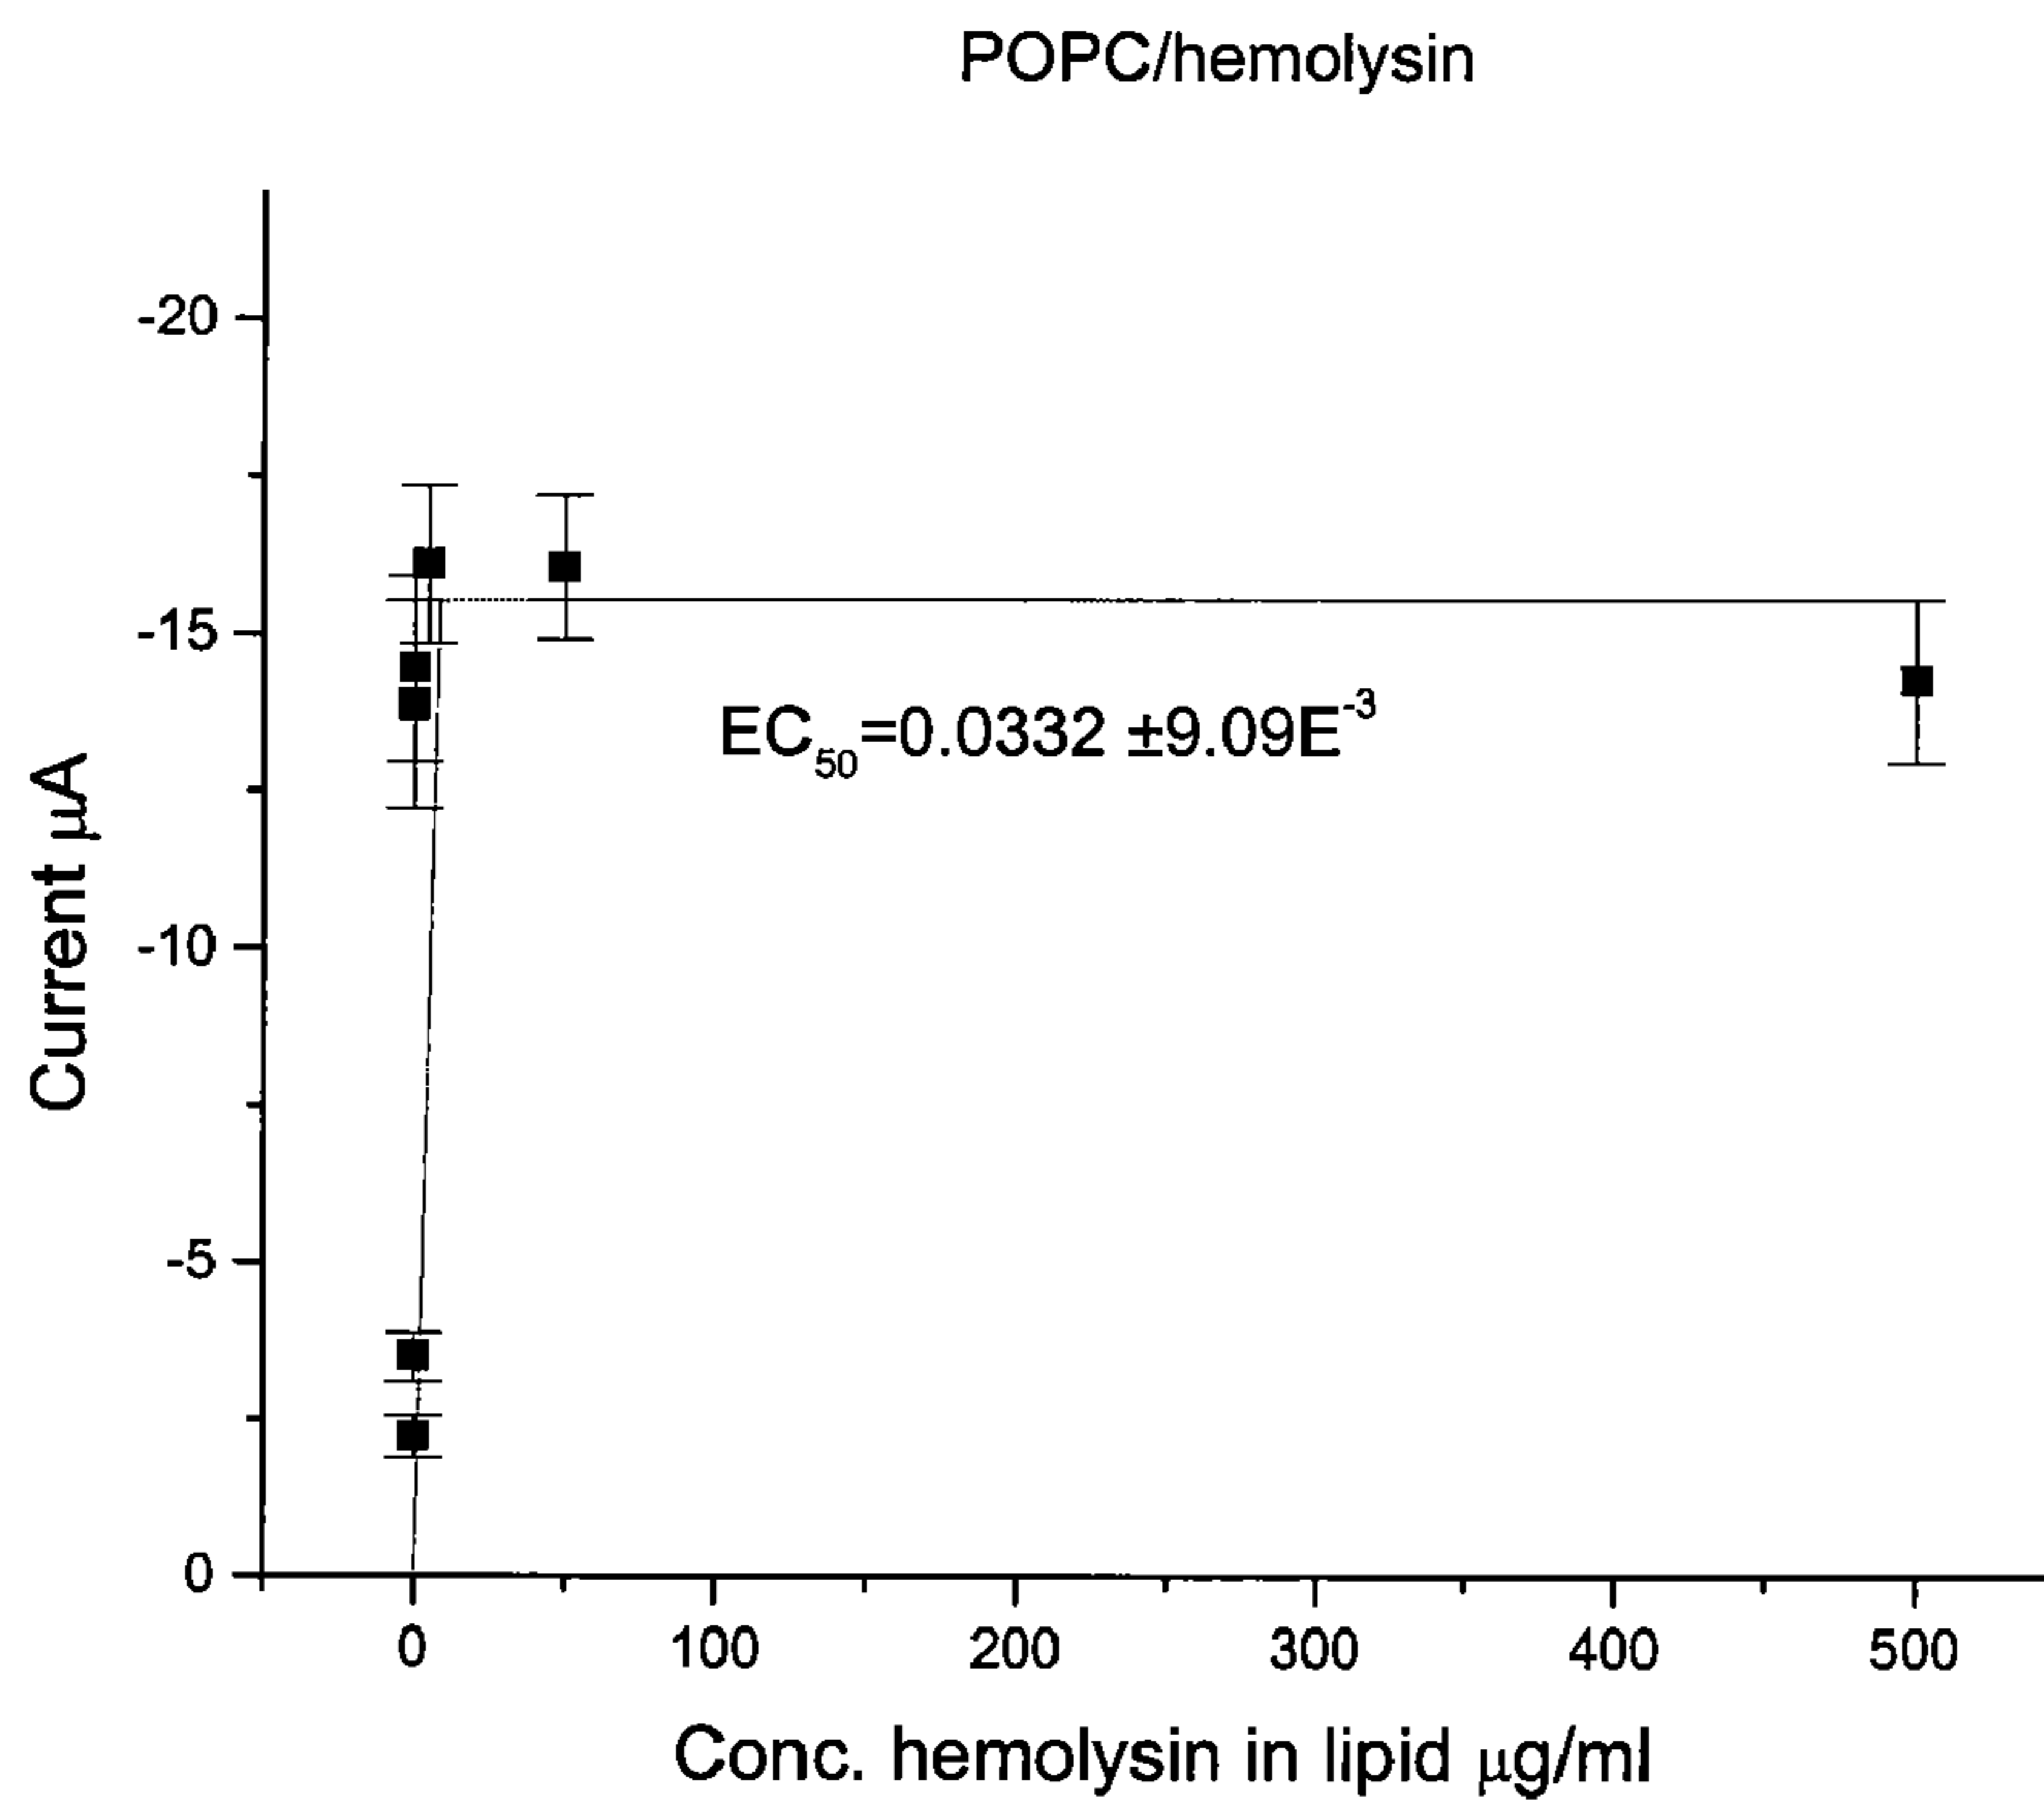 POPC/hemolysin
-20
-15
-10
-5
0
Current µA
EC50=0.0332 ±9.09E-3
0 100 200 300 400 500
Conc. hemolysin in lipid µg/ml